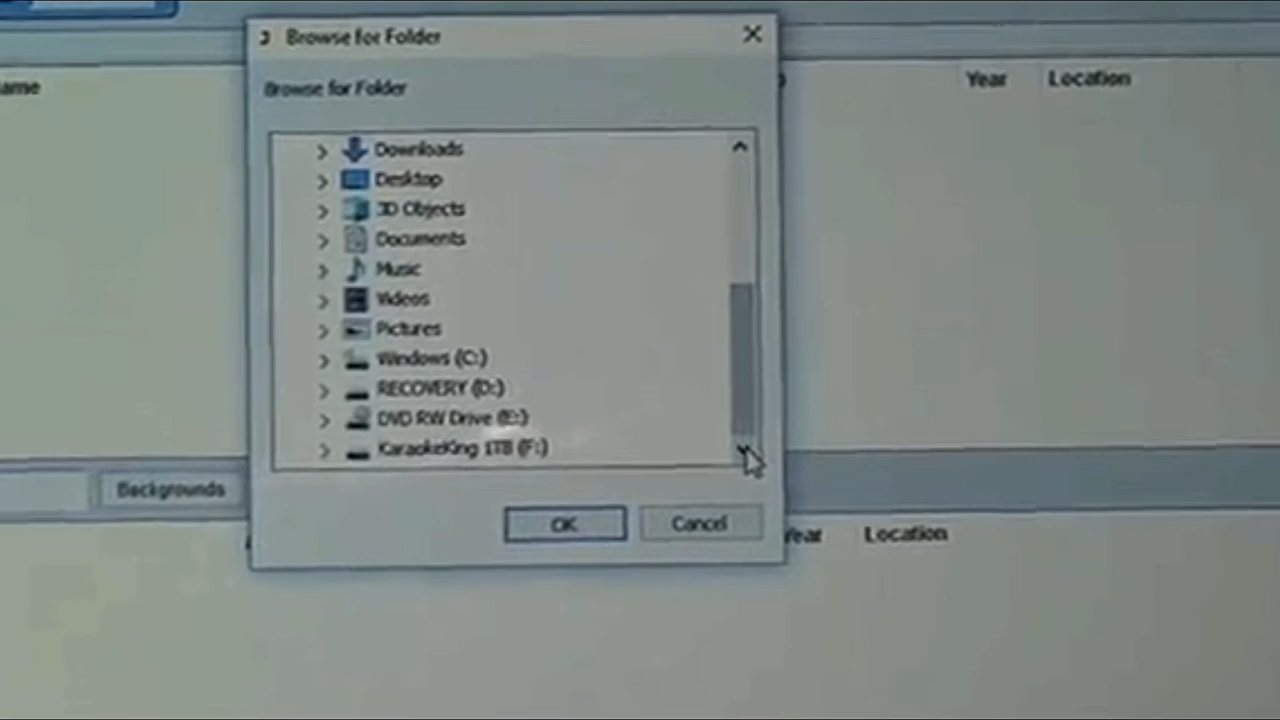 Browse for Folder
Browse for Folder
ame
Year
Location
Downloads
Desktop
3D Objects
Documents
Music
Videos
Pictures
Windows (C:)
RECOVERY (D:)
DVD RW Drive (E:)
KaraokeKing 1TB (F:)
Backgrounds
OK
Cancel
Year
Location